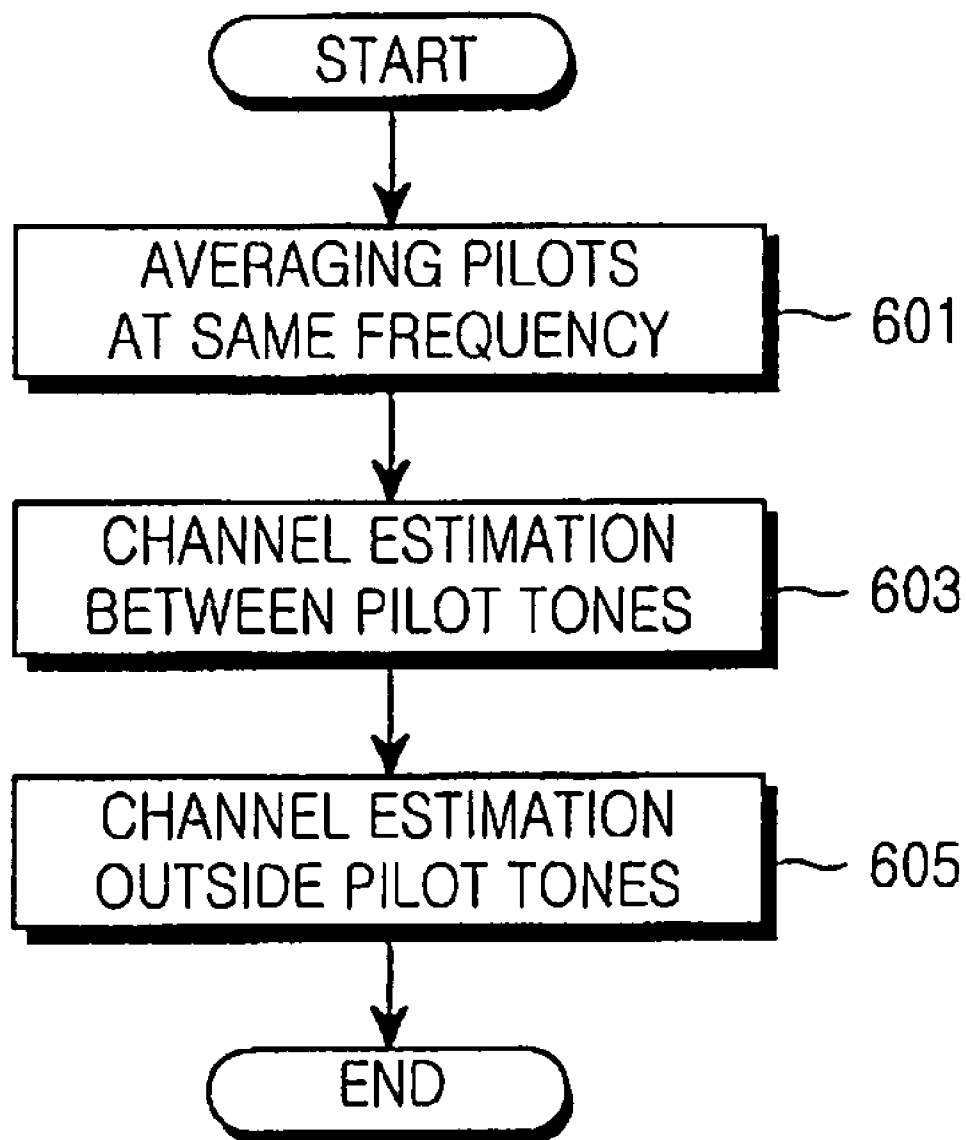 START
AVERAGING PILOTS
AT SAME FREQUENCY
601
CHANNEL ESTIMATION
BETWEEN PILOT TONES
603
CHANNEL ESTIMATION
OUTSIDE PILOT TONES
605
END